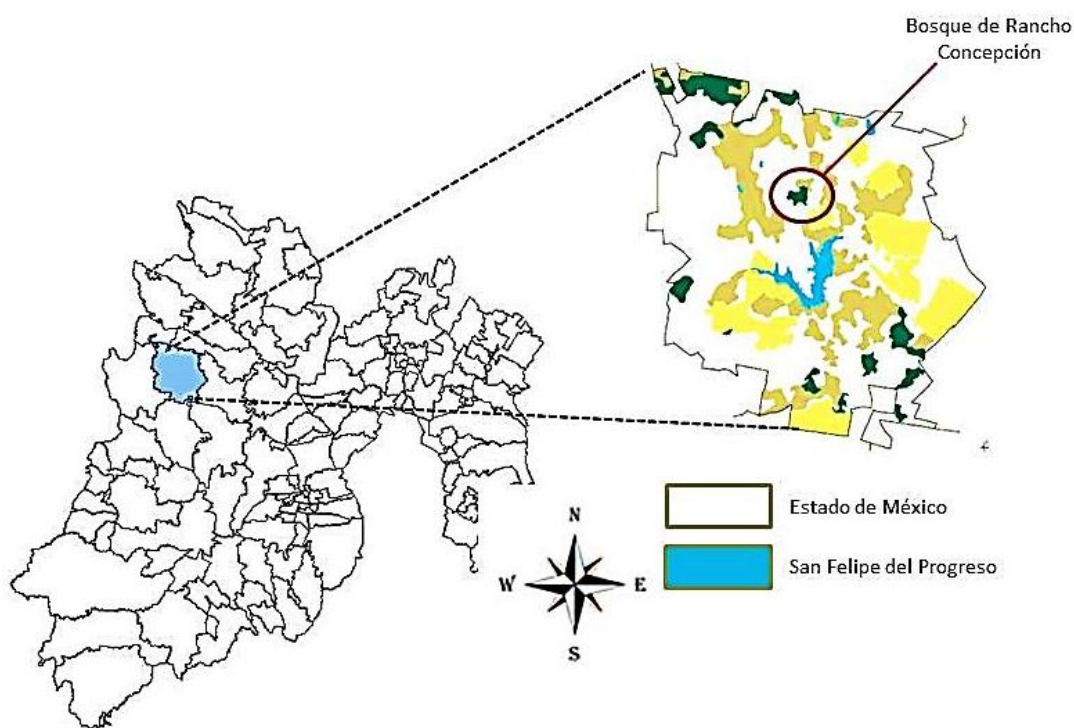 Bosque de Rancho
Concepción
Estado de México
San Felipe del Progreso
N
W
E
S